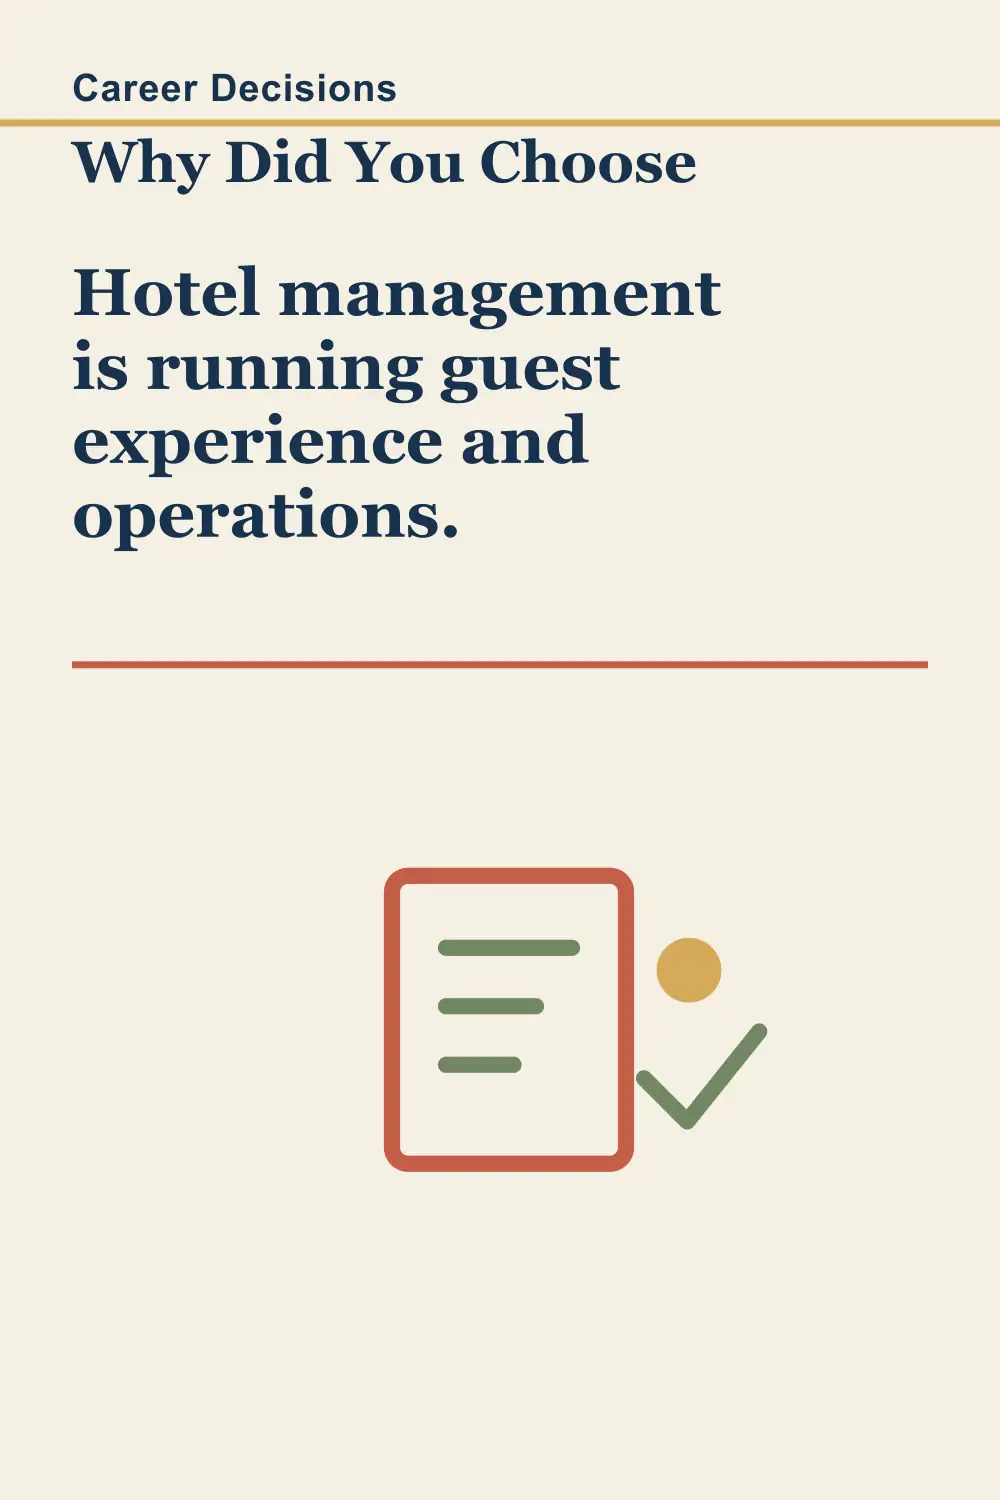 Career Decisions
Why Did You Choose
Hotel management
is running guest
experience and
operations.